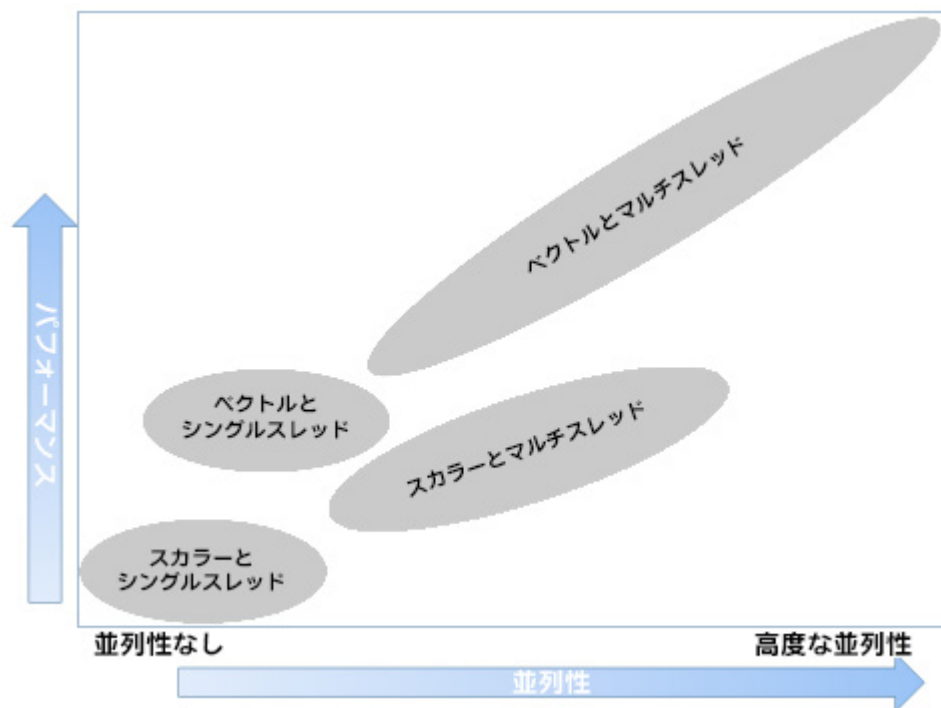 ベクトルとマルチスレッド
パフォーマンス
ベクトルと
シングルスレッド
スカラーとマルチスレッド
スカラーと
シングルスレッド
並列性なし
高度な並列性
並列性